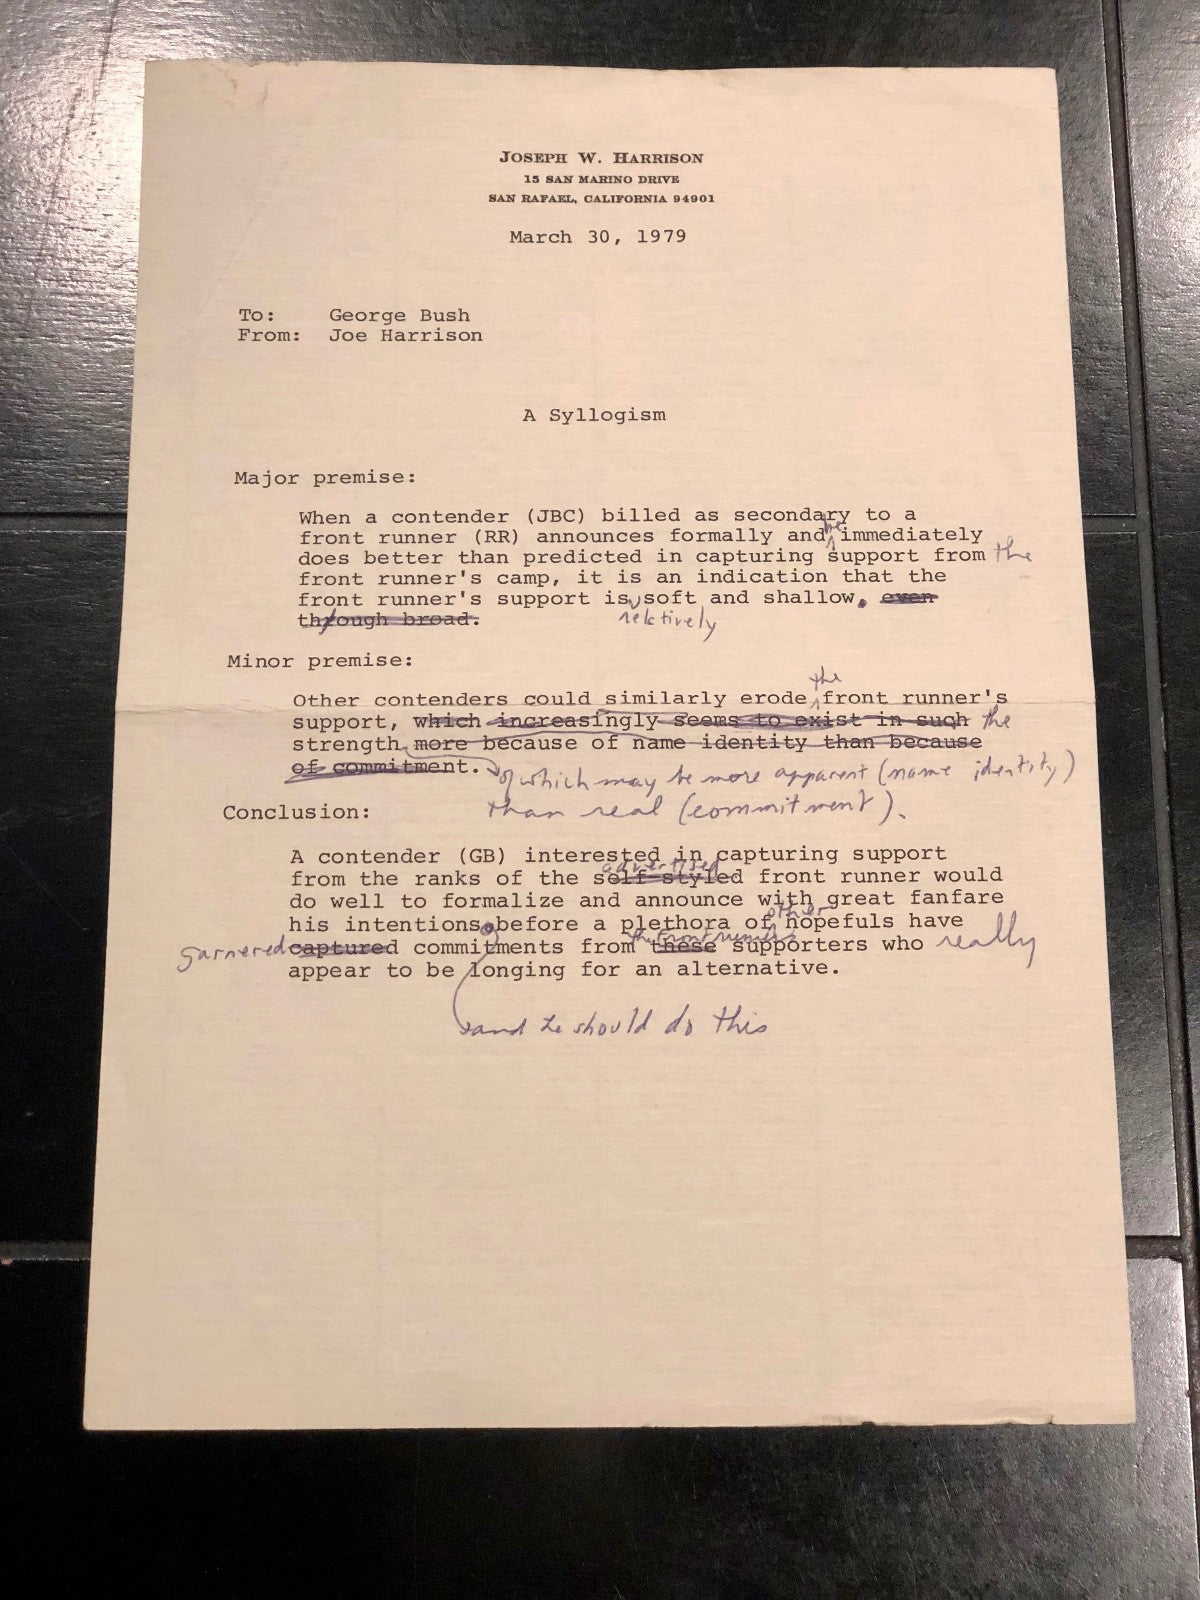 JOSEPH W. HARRISON
15 SAN MARINO DRIVE
SAN RAFAEL, CALIFORNIA 94901
March 30, 1979
To: George Bush
From: Joe Harrison
A Syllogism
Major premise:
When a contender (JBC) billed as secondary to a
he
front runner (RR) announces formally and immediately
does better than predicted in capturing support from the
front runner's camp, it is an indication that the
front runner's support is soft and shallow. even
through broad.
relatively
Minor premise:
the
Other contenders could similarly erode front runner's
support, which increasingly seems to exist in such the
strength more because of name identity than because
of commitment.
of which may be more apparent (name identity)
than real (commitment).
Conclusion:
A contender (GB) interested in capturing support
advertised
from the ranks of the self-styled front runner would
do well to formalize and announce with great fanfare
other
his intentions before a plethora of hopefuls have
the front runner's
garnered captured commitments from these supporters who really
appear to be longing for an alternative.
and he should do this